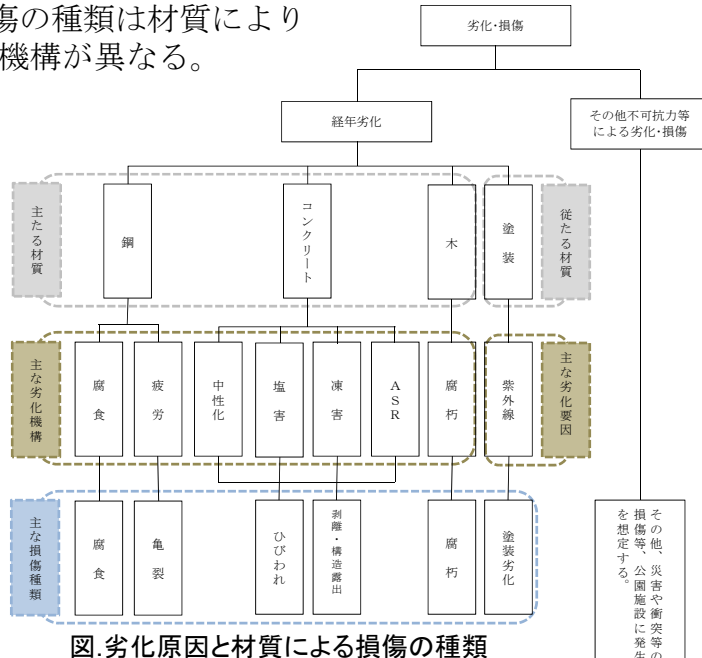 傷の種類は材質により
機構が異なる。
劣化･損傷
経年劣化
その他不可抗力等
による劣化･損傷
主たる材質
鋼
コンクリート
木
塗装
従たる材質
主な劣化機構
腐食
疲労
中性化
塩害
凍害
ASR
腐朽
紫外線
主な劣化要因
主な損傷種類
腐食
亀裂
ひびわれ
剥離・構造露出
腐朽
塗装劣化
その他、災害や衝突等の
損傷等、公園施設に発生
を想定する。
図.劣化原因と材質による損傷の種類